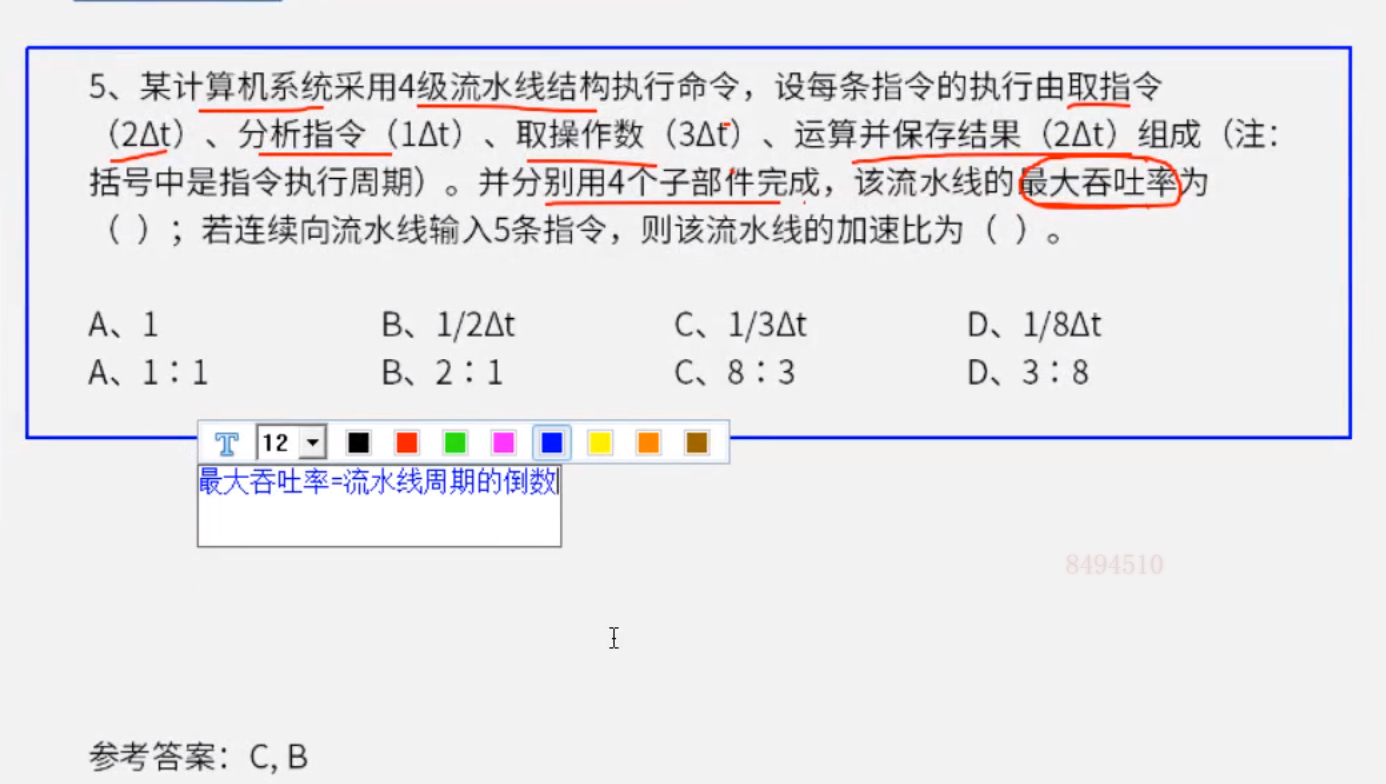 5、某计算机系统采用4级流水线结构执行命令，设每条指令的执行由取指令
（2Δt）、分析指令（1Δt）、取操作数（3Δt）、运算并保存结果（2Δt）组成（注：
括号中是指令执行周期）。并分别用4个子部件完成，该流水线的最大吞吐率为
（ ）；若连续向流水线输入5条指令，则该流水线的加速比为（ ）。
A、1 B、1/2Δt C、1/3Δt D、1/8Δt
A、1：1 B、2：1 C、8：3 D、3：8
T 12
最大吞吐率=流水线周期的倒数
8494510
参考答案：C, B